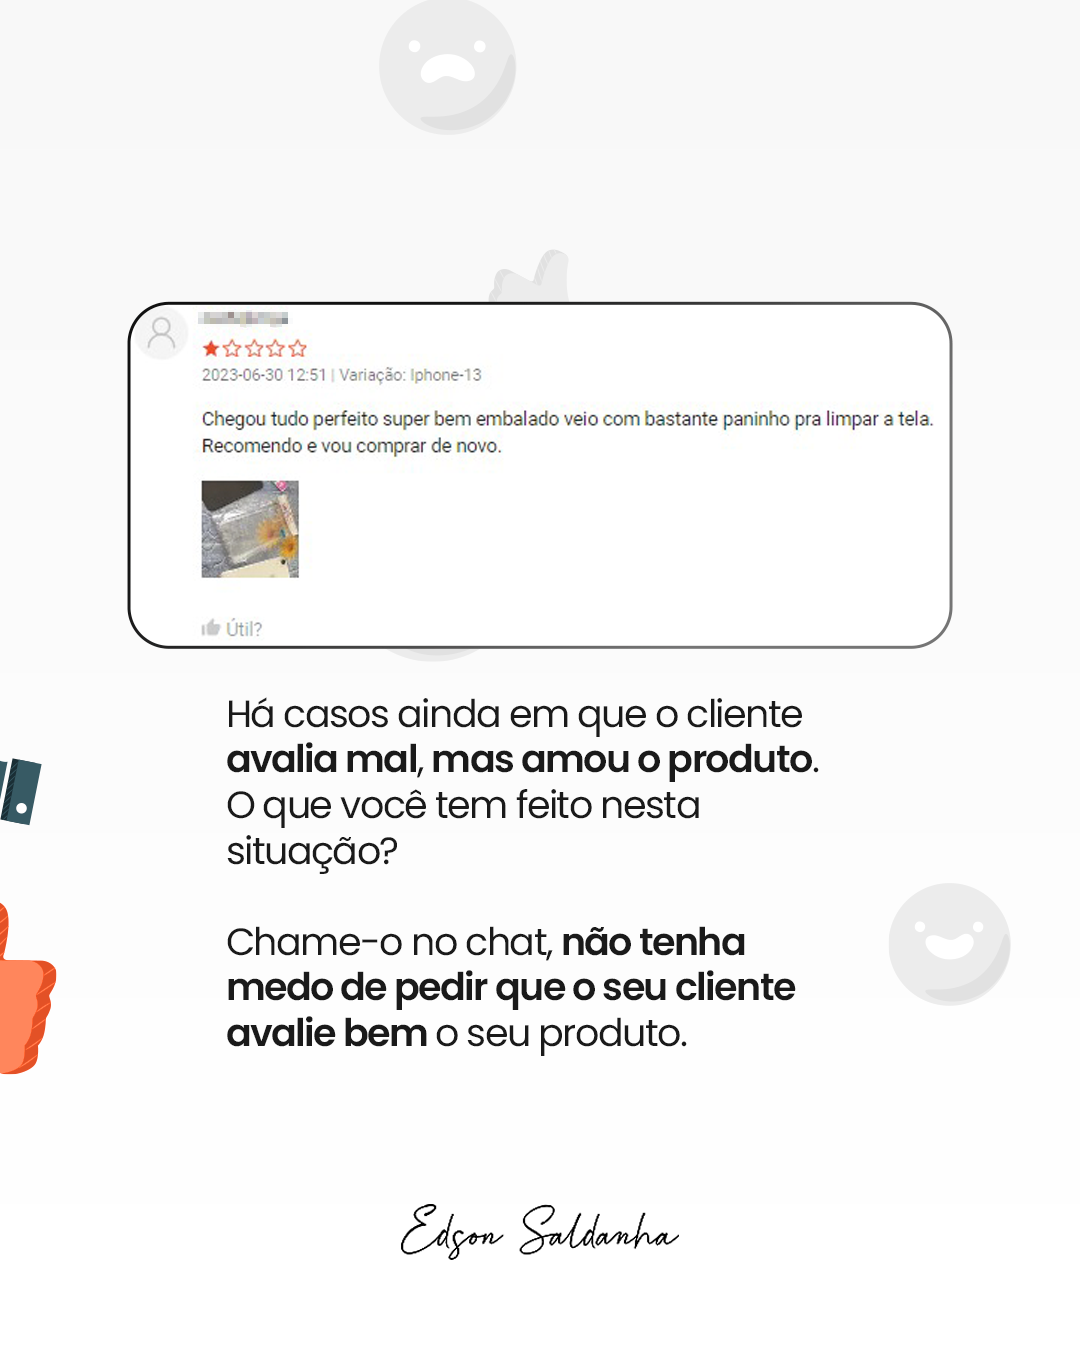 2023-06-30 12:51 | Variação: Iphone-13
Chegou tudo perfeito super bem embalado veio com bastante paninho pra limpar a tela.
Recomendo e vou comprar de novo.
Útil?
Há casos ainda em que o cliente
avalia mal, mas amou o produto.
O que você tem feito nesta
situação?
Chame-o no chat, não tenha
medo de pedir que o seu cliente
avalie bem o seu produto.
Edson Saldanha